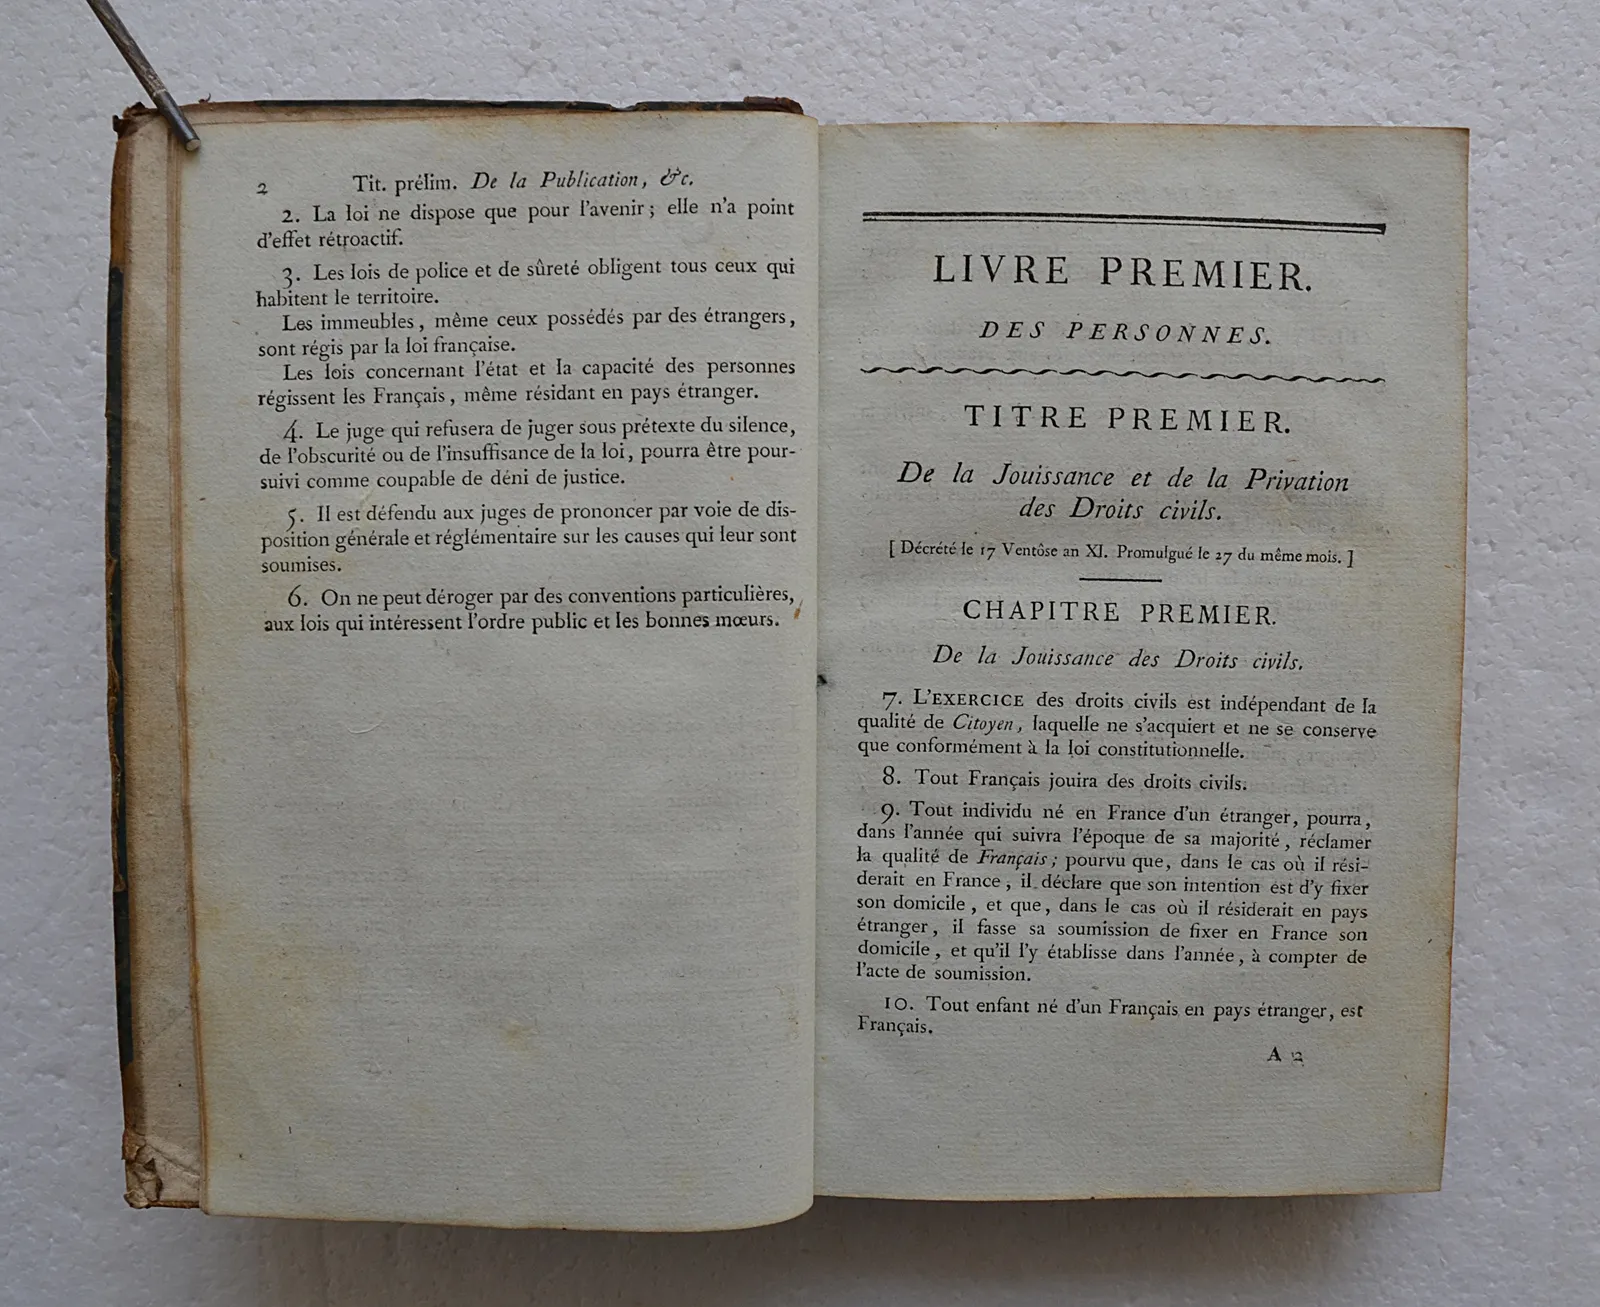 2 Tit. prélim. De la Publication, &c.
2. La loi ne dispose que pour l'avenir ; elle n'a point
d'effet rétroactif.
3. Les lois de police et de sûreté obligent tous ceux qui
habitent le territoire.
Les immeubles, même ceux possédés par des étrangers,
sont régis par la loi française.
Les lois concernant l'état et la capacité des personnes
régissent les Français, même résidant en pays étranger.
4. Le juge qui refusera de juger sous prétexte du silence,
de l'obscurité ou de l'insuffisance de la loi, pourra être pour-
suivi comme coupable de déni de justice.
5. Il est défendu aux juges de prononcer par voie de dis-
position générale et réglémentaire sur les causes qui leur sont
soumises.
6. On ne peut déroger par des conventions particulières,
aux lois qui intéressent l'ordre public et les bonnes mœurs.
LIVRE PREMIER.
DES PERSONNES.
TITRE PREMIER.
De la Jouissance et de la Privation
des Droits civils.
[ Décrété le 17 Ventôse an XI. Promulgué le 27 du même mois. ]
CHAPITRE PREMIER.
De la Jouissance des Droits civils.
7. L'EXERCICE des droits civils est indépendant de la
qualité de Citoyen, laquelle ne s'acquiert et ne se conserve
que conformément à la loi constitutionnelle.
8. Tout Français jouira des droits civils.
9. Tout individu né en France d'un étranger, pourra,
dans l'année qui suivra l'époque de sa majorité, réclamer
la qualité de Français ; pourvu que, dans le cas où il rési-
derait en France, il déclare que son intention est d'y fixer
son domicile, et que, dans le cas où il résiderait en pays
étranger, il fasse sa soumission de fixer en France son
domicile, et qu'il l'y établisse dans l'année, à compter de
l'acte de soumission.
10. Tout enfant né d'un Français en pays étranger, est
Français.
A 2